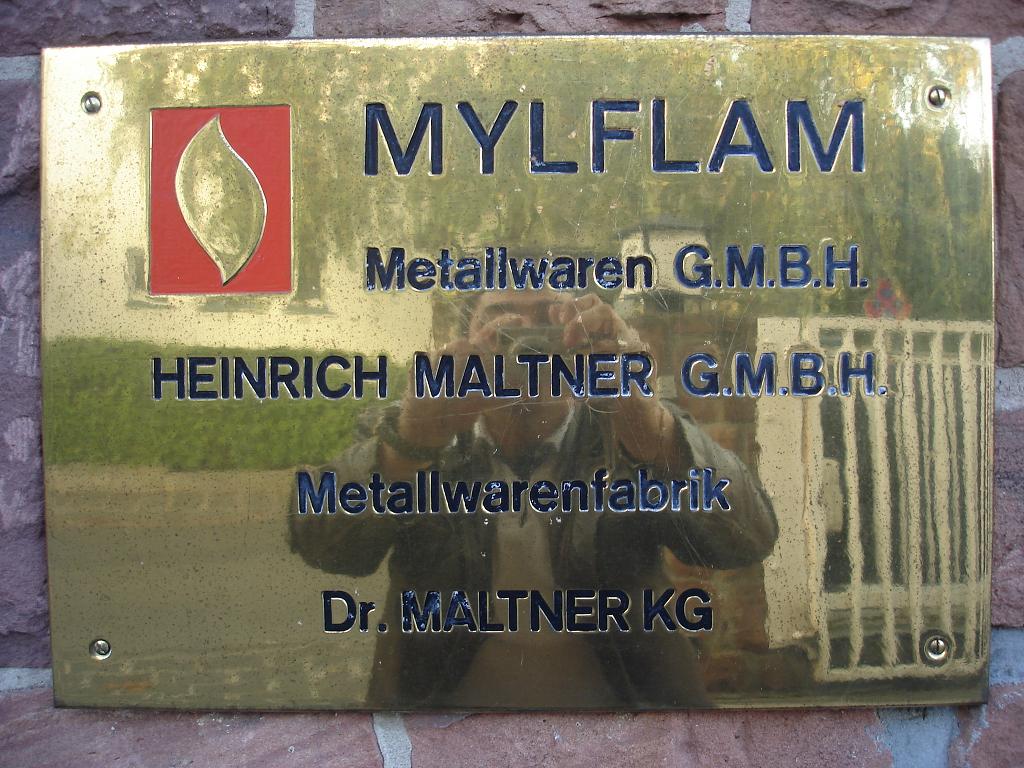 MYLFLAM
Metallwaren G.M.B.H.
HEINRICH MALTNER G.M.B.H.
Metallwarenfabrik
Dr. MALTNER KG